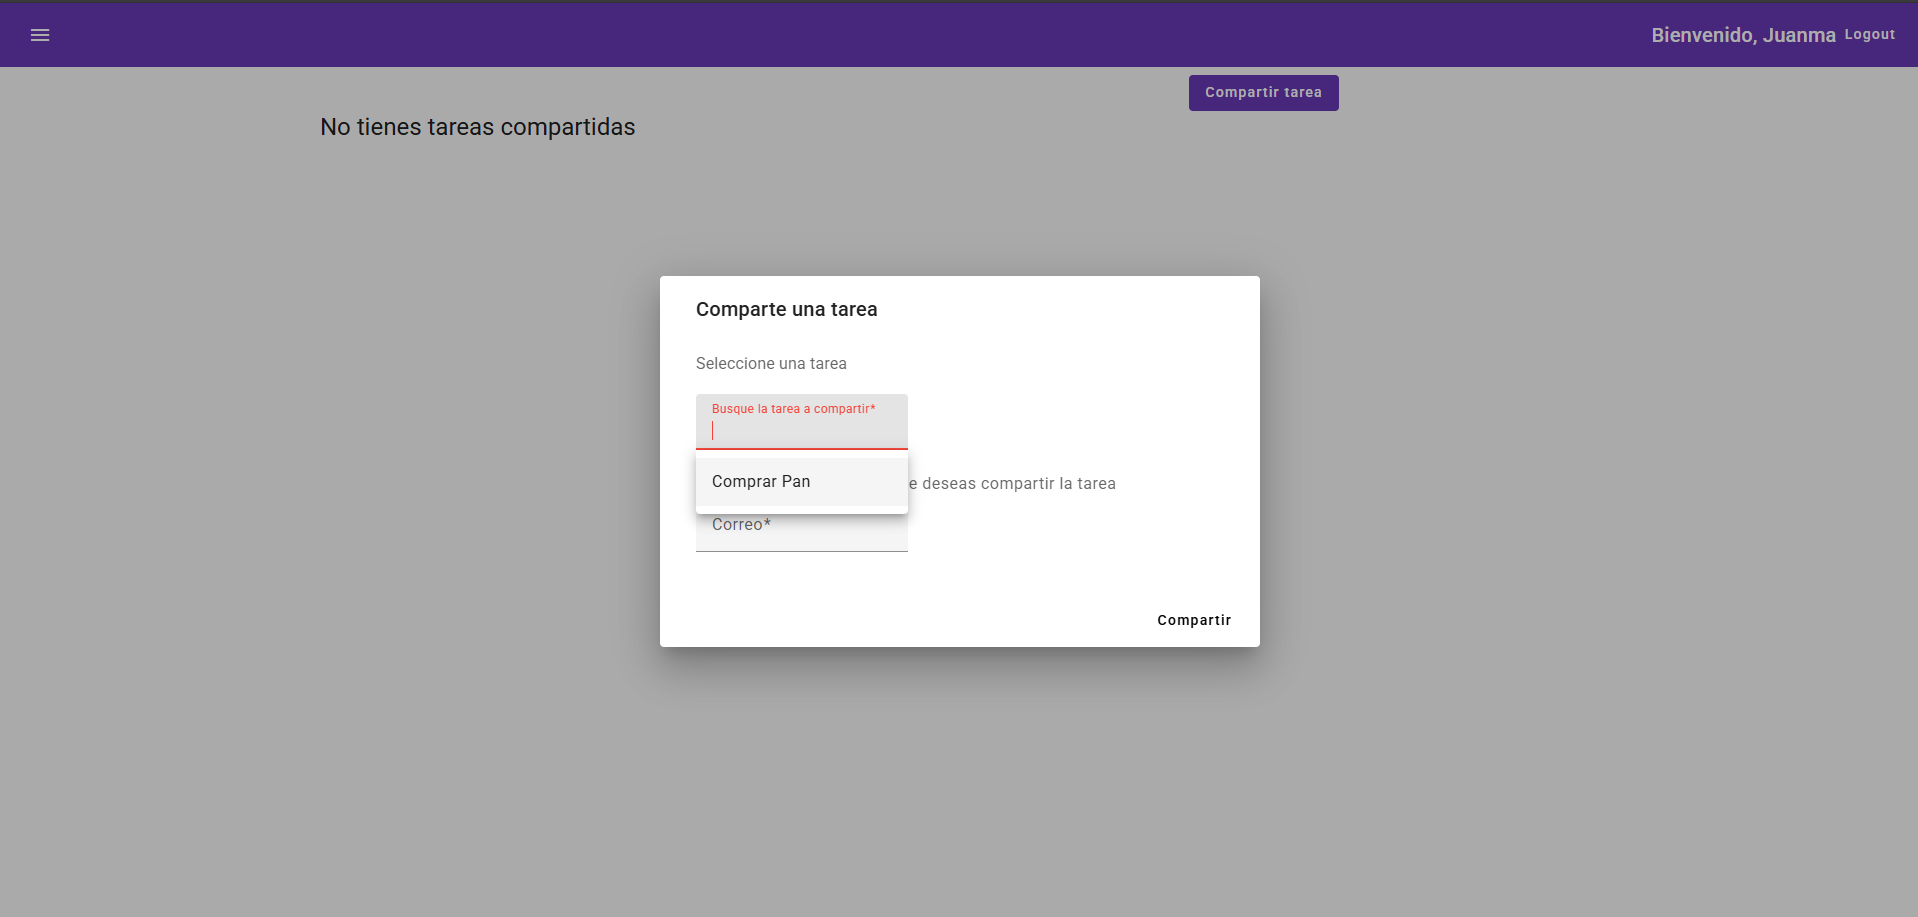 Bienvenido, Juanma Logout
Compartir tarea
No tienes tareas compartidas
Comparte una tarea
Seleccione una tarea
Busque la tarea a compartir*
Comprar Pan
deseas compartir la tarea
Correo*
Compartir